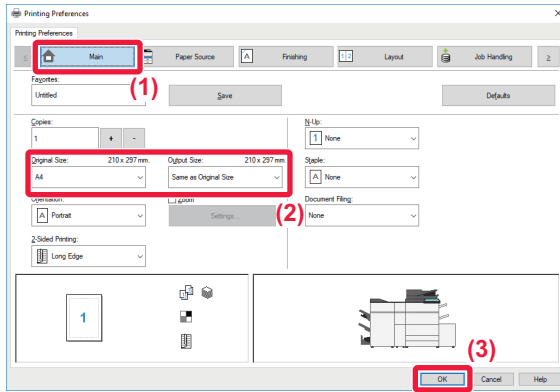 Printing Preferences
Printing Preferences
Main
Paper Source
Finishing
Layout
Job Handling
(1)
Favorites:
Untitled
Save
Defaults
Copies:
1
+ -
N-Up:
1 None
Original Size: 210 x 297 mm.
Output Size: 210 x 297 mm.
A4
Same as Original Size
Staple:
A None
(2)
Orientation:
A Portrait
Zoom
Settings...
Document Filing:
None
2-Sided Printing:
Long Edge
1
(3)
OK Cancel Help